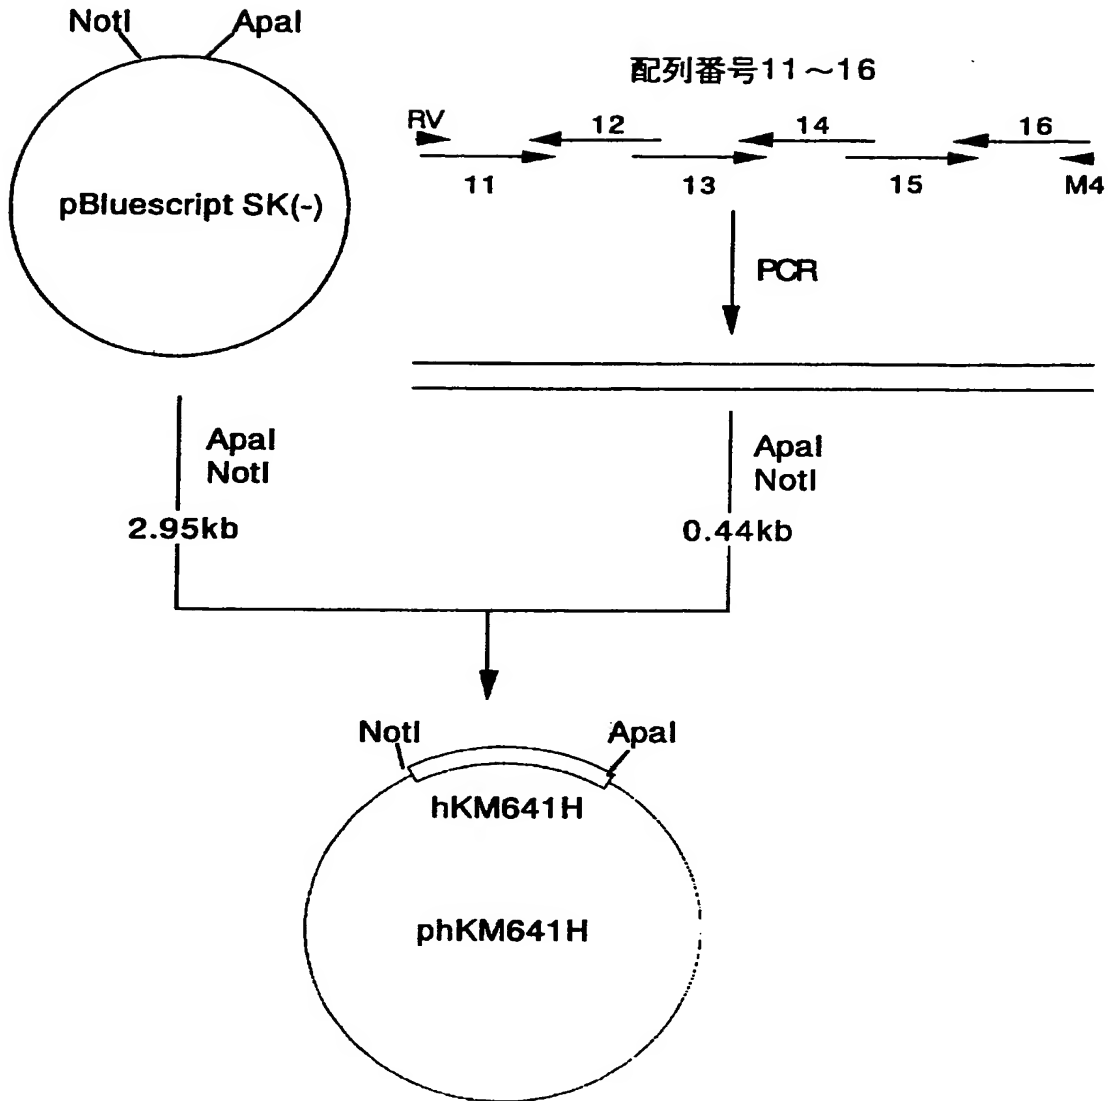 NotI ApaI
pBluescript SK(-)
配列番号11～16
RV 12 14 16
11 13 15 M4
PCR
ApaI
NotI
2.95kb
ApaI
NotI
0.44kb
NotI ApaI
hKM641H
phKM641H